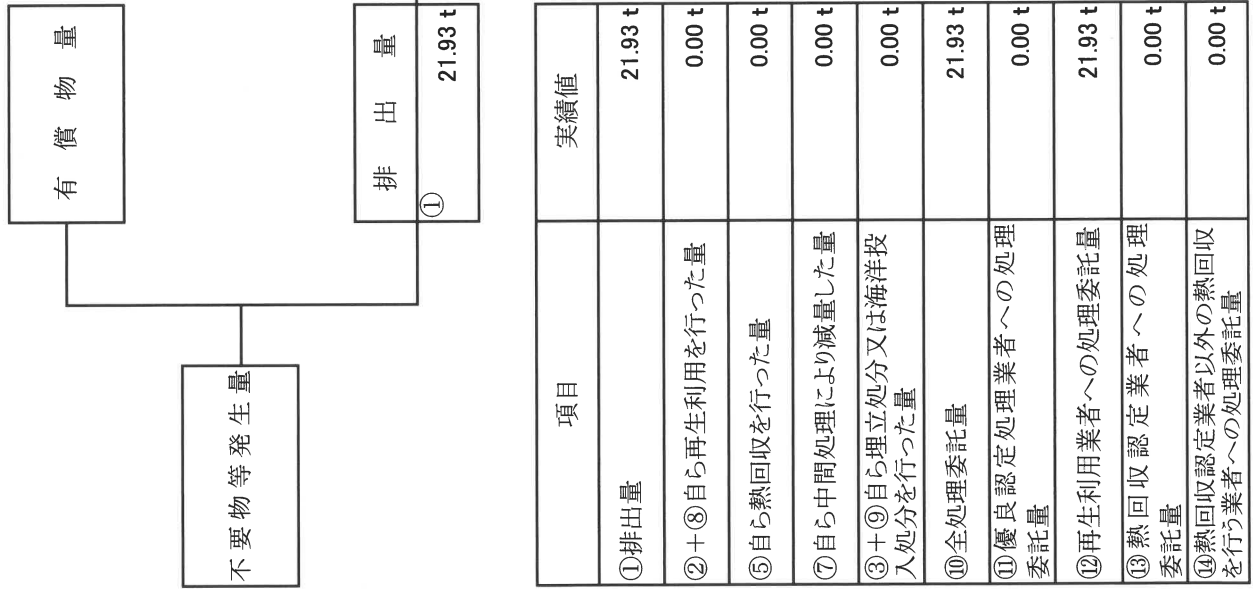 有償物量
不要物等発生量
排出量
①
21.93 t
項目
実績値
①排出量
21.93 t
②+⑧自ら再生利用を行った量
0.00 t
⑤自ら熱回収を行った量
0.00 t
⑦自ら中間処理により減量した量
0.00 t
③+⑨自ら埋立処分又は海洋投
入処分を行った量
0.00 t
⑩全処理委託量
21.93 t
⑪優良認定処理業者への処理
委託量
0.00 t
⑫再生利用業者への処理委託量
21.93 t
⑬熱回収認定業者への処理
委託量
0.00 t
⑭熱回収認定業者以外の熱回収
を行う業者への処理委託量
0.00 t